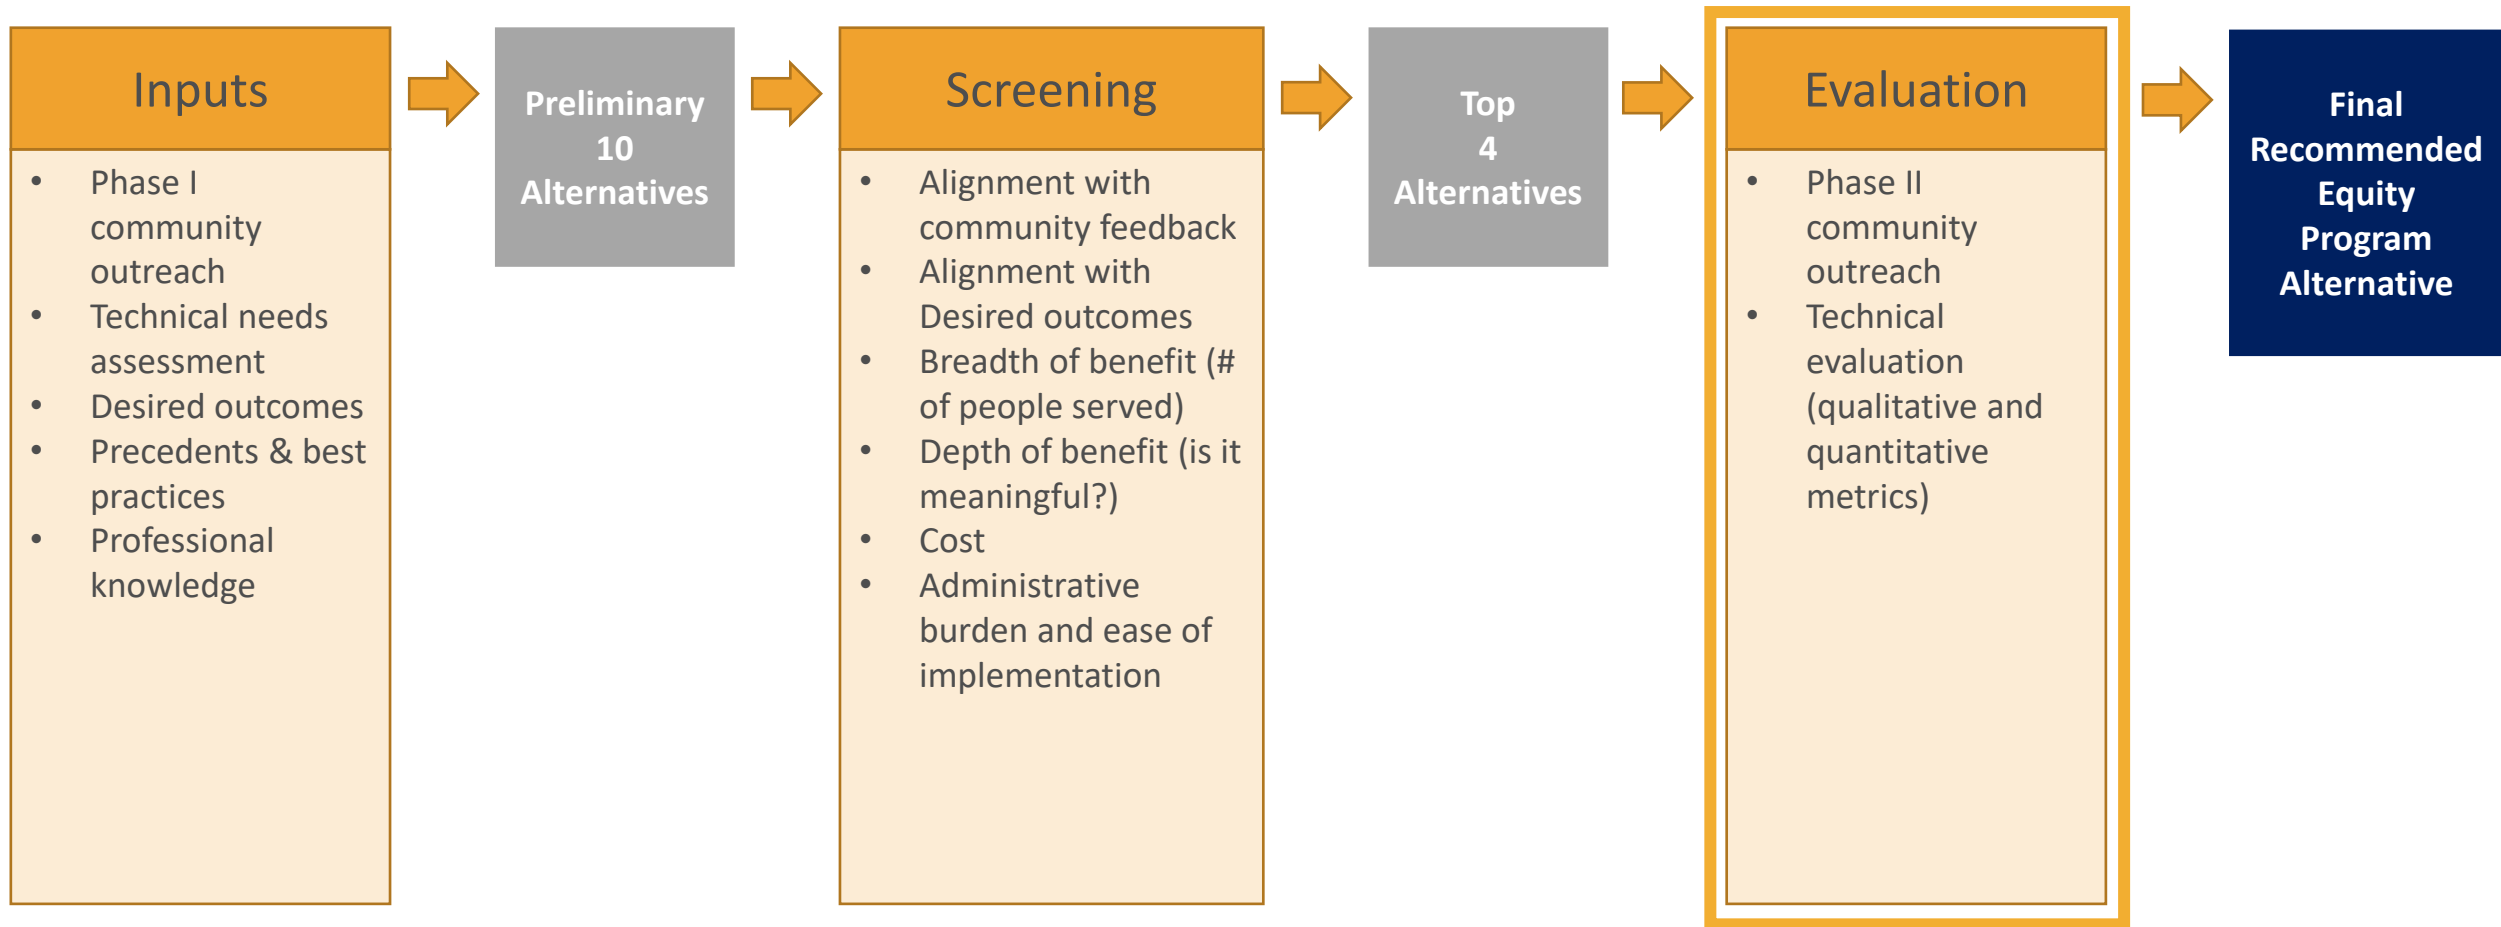 Inputs
• Phase I
community
outreach
• Technical needs
assessment
• Desired outcomes
• Precedents & best
practices
• Professional
knowledge
Preliminary
10
Alternatives
Screening
• Alignment with
community feedback
• Alignment with
Desired outcomes
• Breadth of benefit (#
of people served)
• Depth of benefit (is it
meaningful?)
• Cost
• Administrative
burden and ease of
implementation
Top
4
Alternatives
Evaluation
• Phase II
community
outreach
• Technical
evaluation
(qualitative and
quantitative
metrics)
Final
Recommended
Equity
Program
Alternative